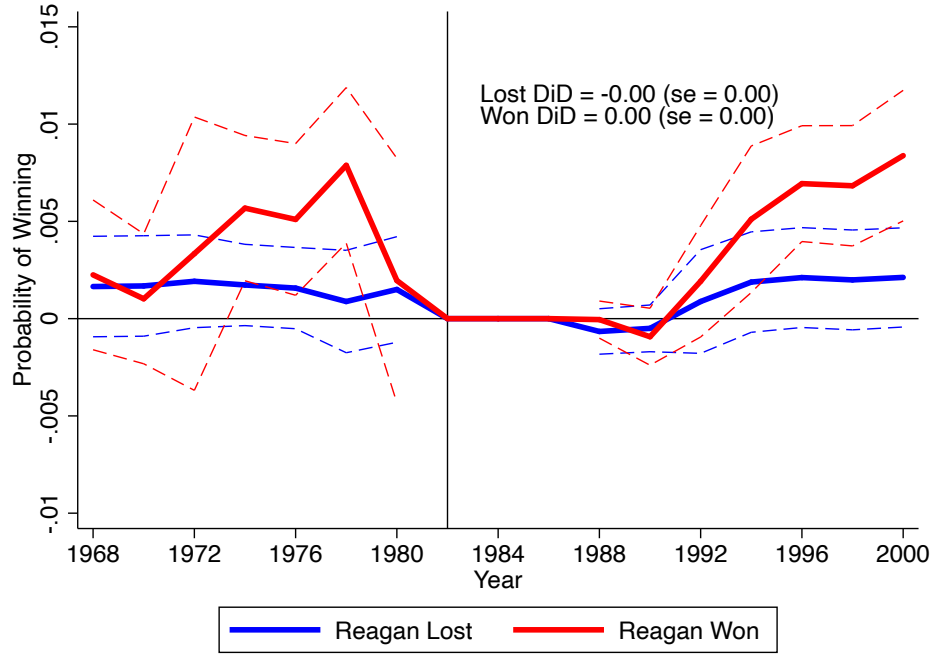 .015
.01
.005
0
-.005
-.01
Probability of Winning
Lost DiD = -0.00 (se = 0.00)
Won DiD = 0.00 (se = 0.00)
1968 1972 1976 1980 1984 1988 1992 1996 2000
Year
Reagan Lost Reagan Won